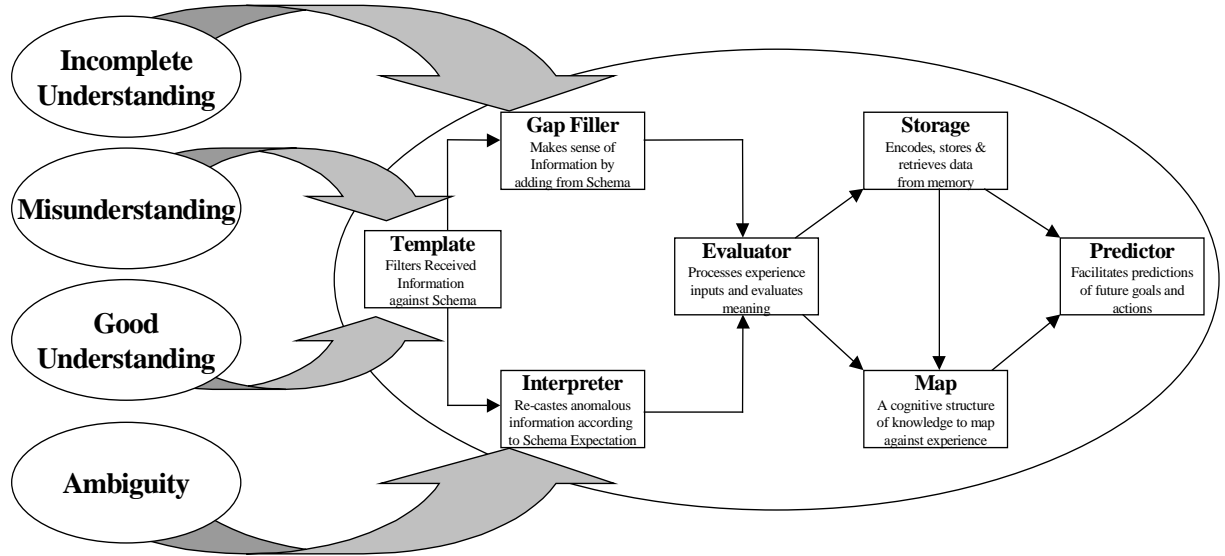 Incomplete
Understanding
Misunderstanding
Good
Understanding
Ambiguity
Template
Filters Received
Information
against Schema
Gap Filler
Makes sense of
Information by
adding from Schema
Interpreter
Re-castes anomalous
information according
to Schema Expectation
Evaluator
Processes experience
inputs and evaluates
meaning
Storage
Encodes, stores &
retrieves data
from memory
Map
A cognitive structure
of knowledge to map
against experience
Predictor
Facilitates predictions
of future goals and
actions